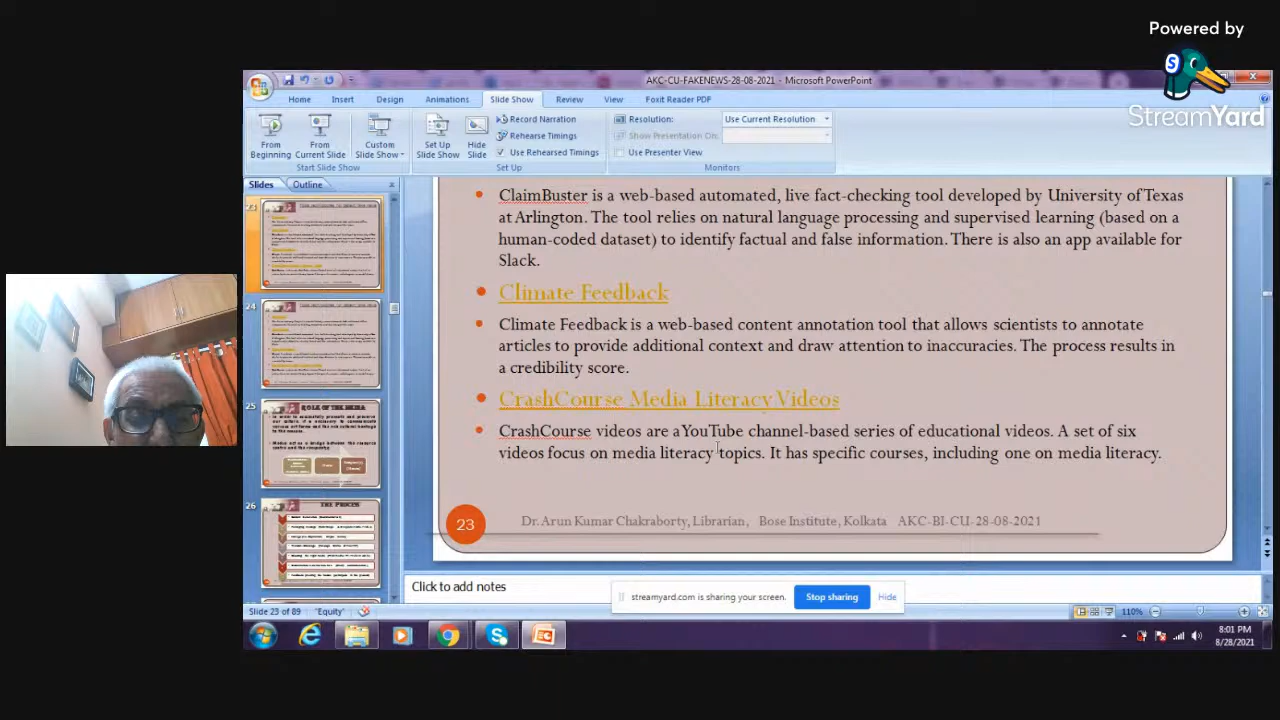 Powered by
StreamYard
AKC-CU-FAKENEWS-28-08-2021 - Microsoft PowerPoint
Home Insert Design Animations Slide Show Review View Foxit Reader PDF
From Beginning
From Current Slide
Custom Slide Show
Set Up Slide Show
Hide Slide
Record Narration
Rehearse Timings
Use Rehearsed Timings
Resolution: Use Current Resolution
Show Presentation On:
Use Presenter View
Start Slide Show Set Up Monitors
Slides Outline
23
24
25
ROLE OF THE MEDIA
26
THE PROCESS
ClaimBuster is a web-based automated, live fact-checking tool developed by University of Texas
at Arlington. The tool relies on natural language processing and supervised learning (based on a
human-coded dataset) to identify factual and false information. There is also an app available for
Slack.
Climate Feedback
Climate Feedback is a web-based content annotation tool that allows scientists to annotate
articles to provide additional context and draw attention to inaccuracies. The process results in
a credibility score.
CrashCourse Media Literacy Videos
CrashCourse videos are a YouTube channel-based series of educational videos. A set of six
videos focus on media literacy topics. It has specific courses, including one on media literacy.
23 Dr. Arun Kumar Chakraborty, Librarian, Bose Institute, Kolkata AKC-BI-CU-28-08-2021
Click to add notes
streamyard.com is sharing your screen. Stop sharing Hide
Slide 23 of 89 "Equity" 110%
8:01 PM
8/28/2021